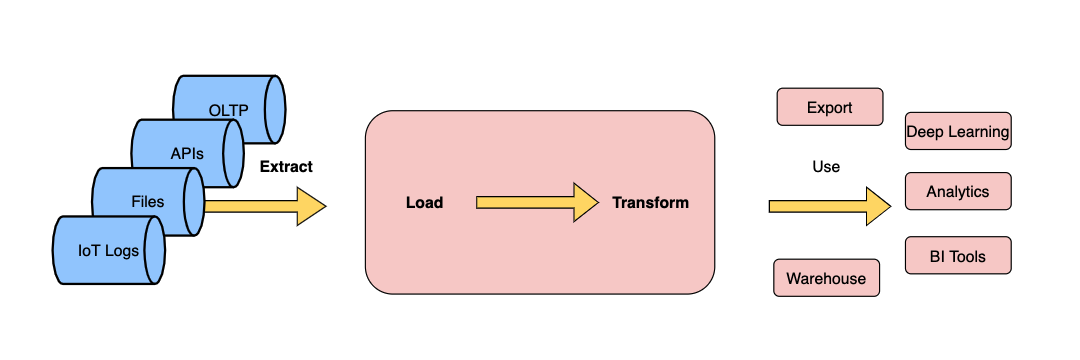 OLTP
APIs
Files
IoT Logs
Extract
Load
Transform
Use
Export
Deep Learning
Analytics
BI Tools
Warehouse